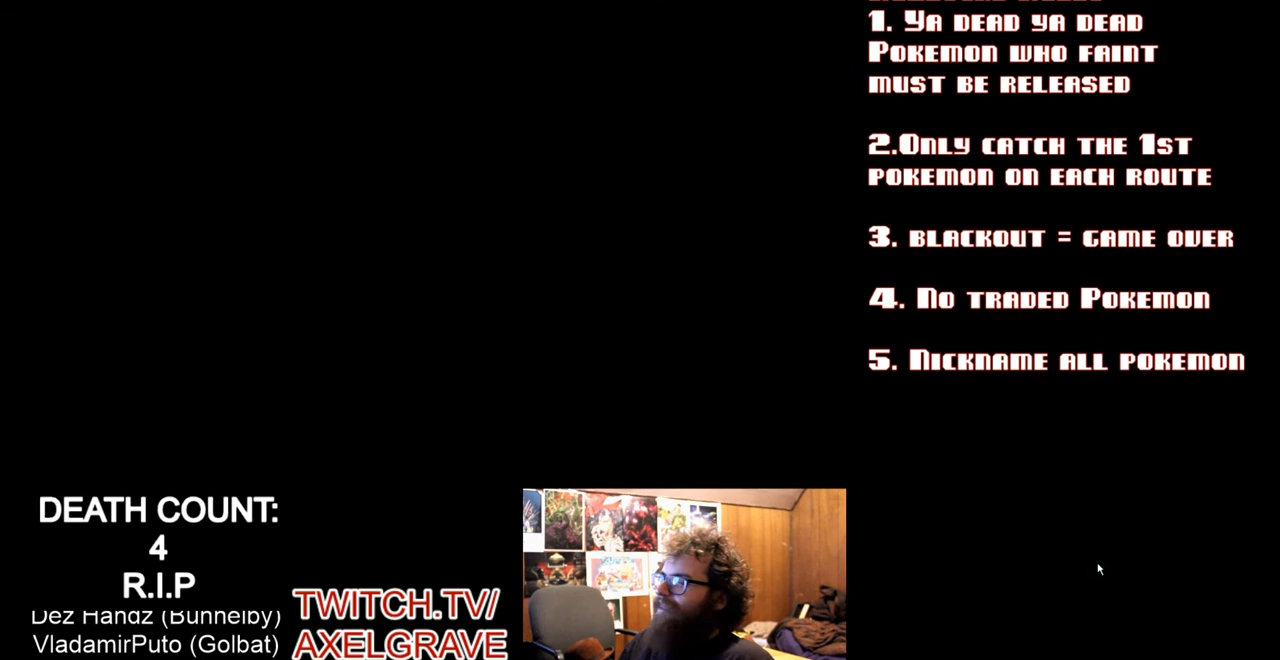 1. Ya dead ya dead
Pokemon who faint
must be released
2.Only catch the 1st
pokemon on each route
3. blackout = game over
4. No traded Pokemon
5. Nickname all pokemon
DEATH COUNT:
4
R.I.P
Dez Handz (Bunnelby)
VladamirPuto (Golbat)
TWITCH.TV/
AXELGRAVE